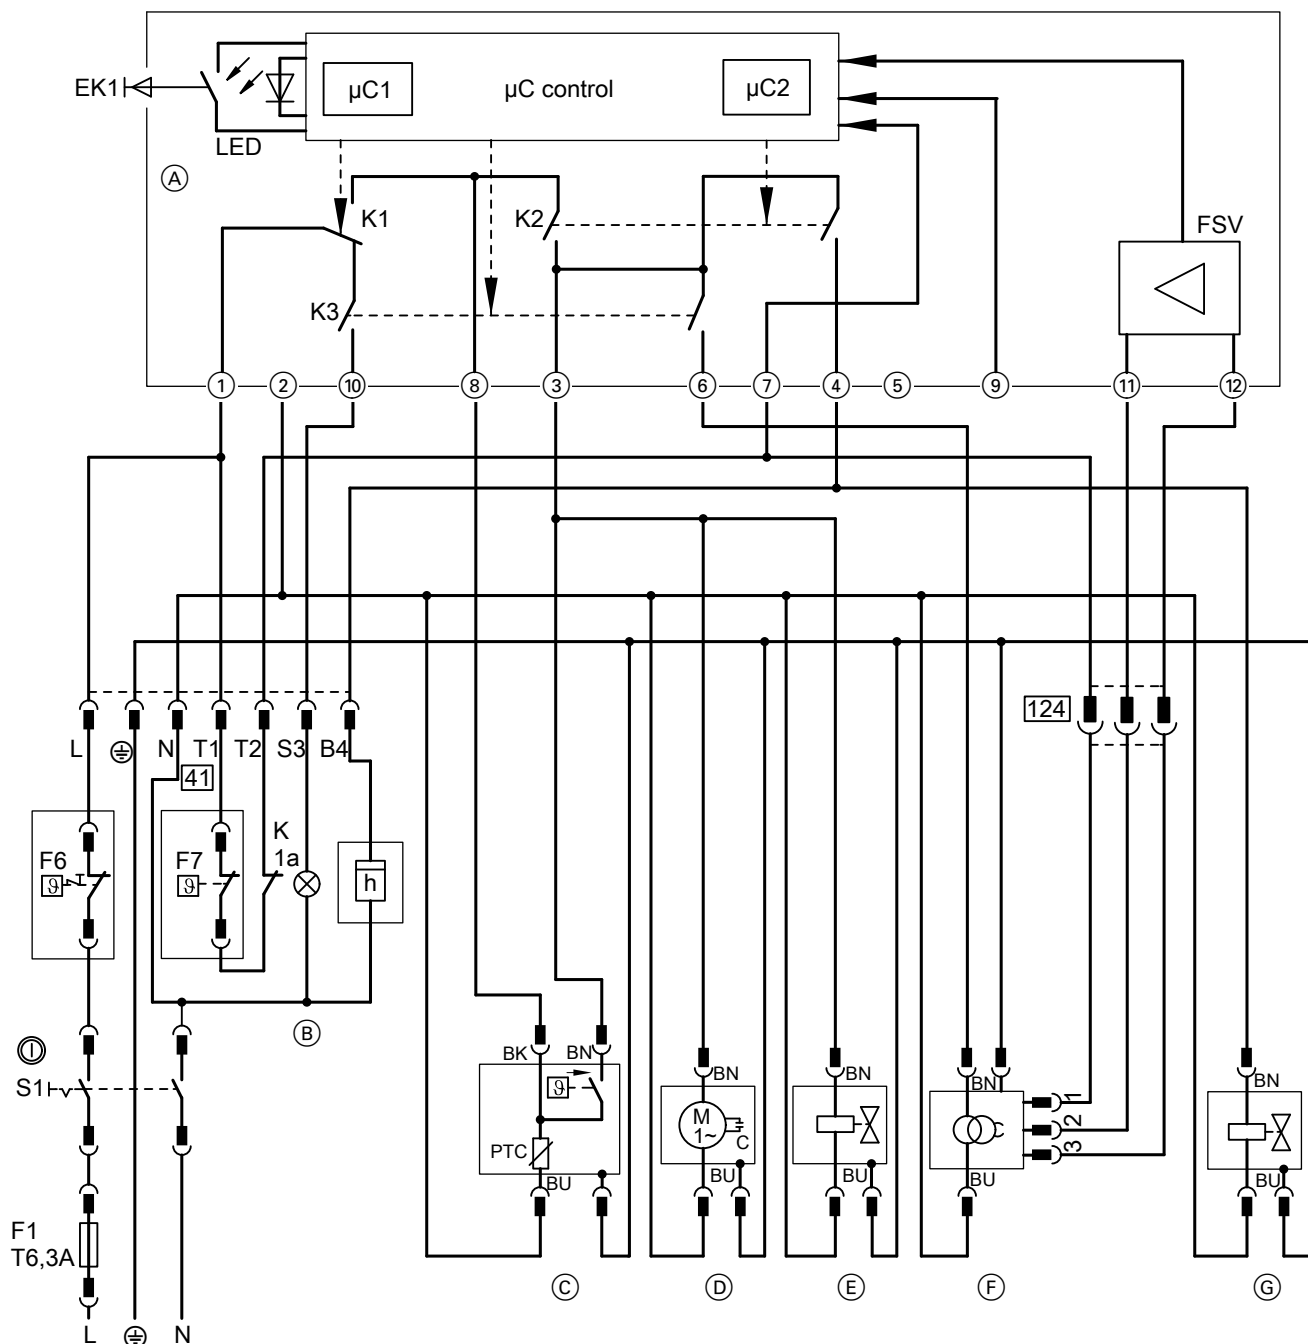 EK1
LED
µC1
µC control
µC2
A
K1
K2
K3
FSV
1 2 10 8 3 6 7 4 5 9 11 12
124
L N T1 T2 S3 B4
41
F6
ϑ
F7
ϑ
K
1a
h
B
I
S1
F1
T6,3A
L N
BK BN
ϑ
PTC
BU
C
BN
M
1~
C
BU
D
BN
BU
E
BN
1
2
3
BU
F
BN
BU
G